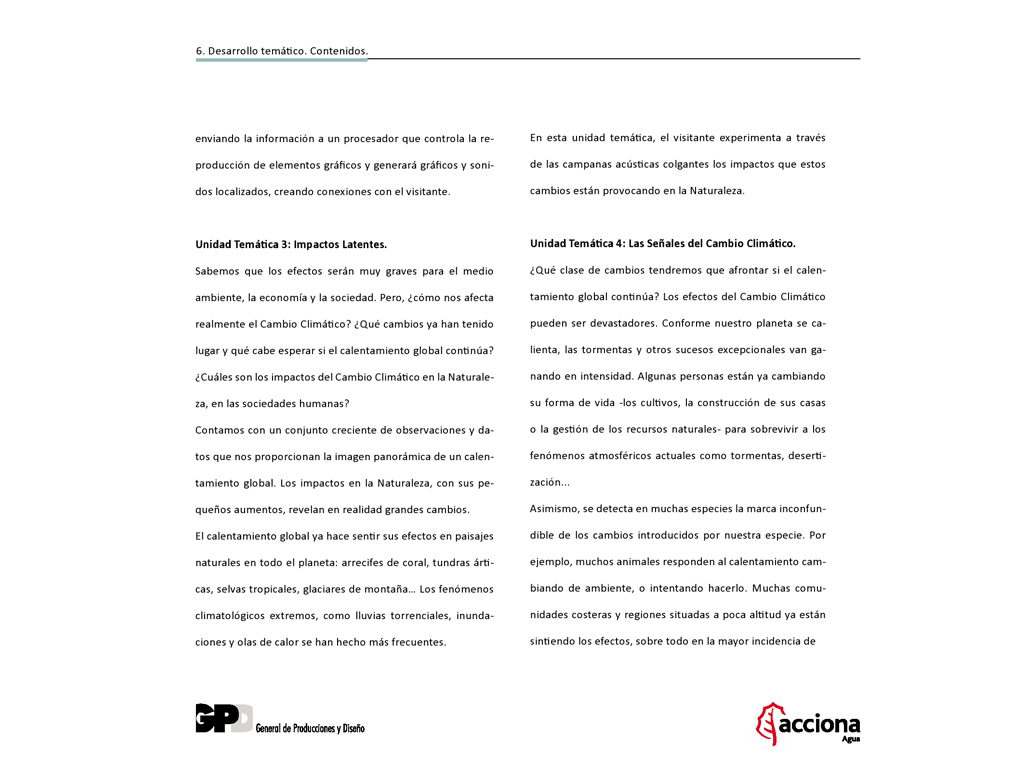 6. Desarrollo temático. Contenidos.
enviando la información a un procesador que controla la re-
producción de elementos gráficos y generará gráficos y soni-
dos localizados, creando conexiones con el visitante.
Unidad Temática 3: Impactos Latentes.
Sabemos que los efectos serán muy graves para el medio
ambiente, la economía y la sociedad. Pero, ¿cómo nos afecta
realmente el Cambio Climático? ¿Qué cambios ya han tenido
lugar y qué cabe esperar si el calentamiento global continúa?
¿Cuáles son los impactos del Cambio Climático en la Naturale-
za, en las sociedades humanas?
Contamos con un conjunto creciente de observaciones y da-
tos que nos proporcionan la imagen panorámica de un calen-
tamiento global. Los impactos en la Naturaleza, con sus pe-
queños aumentos, revelan en realidad grandes cambios.
El calentamiento global ya hace sentir sus efectos en paisajes
naturales en todo el planeta: arrecifes de coral, tundras árti-
cas, selvas tropicales, glaciares de montaña... Los fenómenos
climatológicos extremos, como lluvias torrenciales, inunda-
ciones y olas de calor se han hecho más frecuentes.
En esta unidad temática, el visitante experimenta a través
de las campanas acústicas colgantes los impactos que estos
cambios están provocando en la Naturaleza.
Unidad Temática 4: Las Señales del Cambio Climático.
¿Qué clase de cambios tendremos que afrontar si el calen-
tamiento global continúa? Los efectos del Cambio Climático
pueden ser devastadores. Conforme nuestro planeta se ca-
lienta, las tormentas y otros sucesos excepcionales van ga-
nando en intensidad. Algunas personas están ya cambiando
su forma de vida -los cultivos, la construcción de sus casas
o la gestión de los recursos naturales- para sobrevivir a los
fenómenos atmosféricos actuales como tormentas, deserti-
zación...
Asimismo, se detecta en muchas especies la marca inconfun-
dible de los cambios introducidos por nuestra especie. Por
ejemplo, muchos animales responden al calentamiento cam-
biando de ambiente, o intentando hacerlo. Muchas comu-
nidades costeras y regiones situadas a poca altitud ya están
sintiendo los efectos, sobre todo en la mayor incidencia de
GPD General de Producciones y Diseño
acciona
Agua